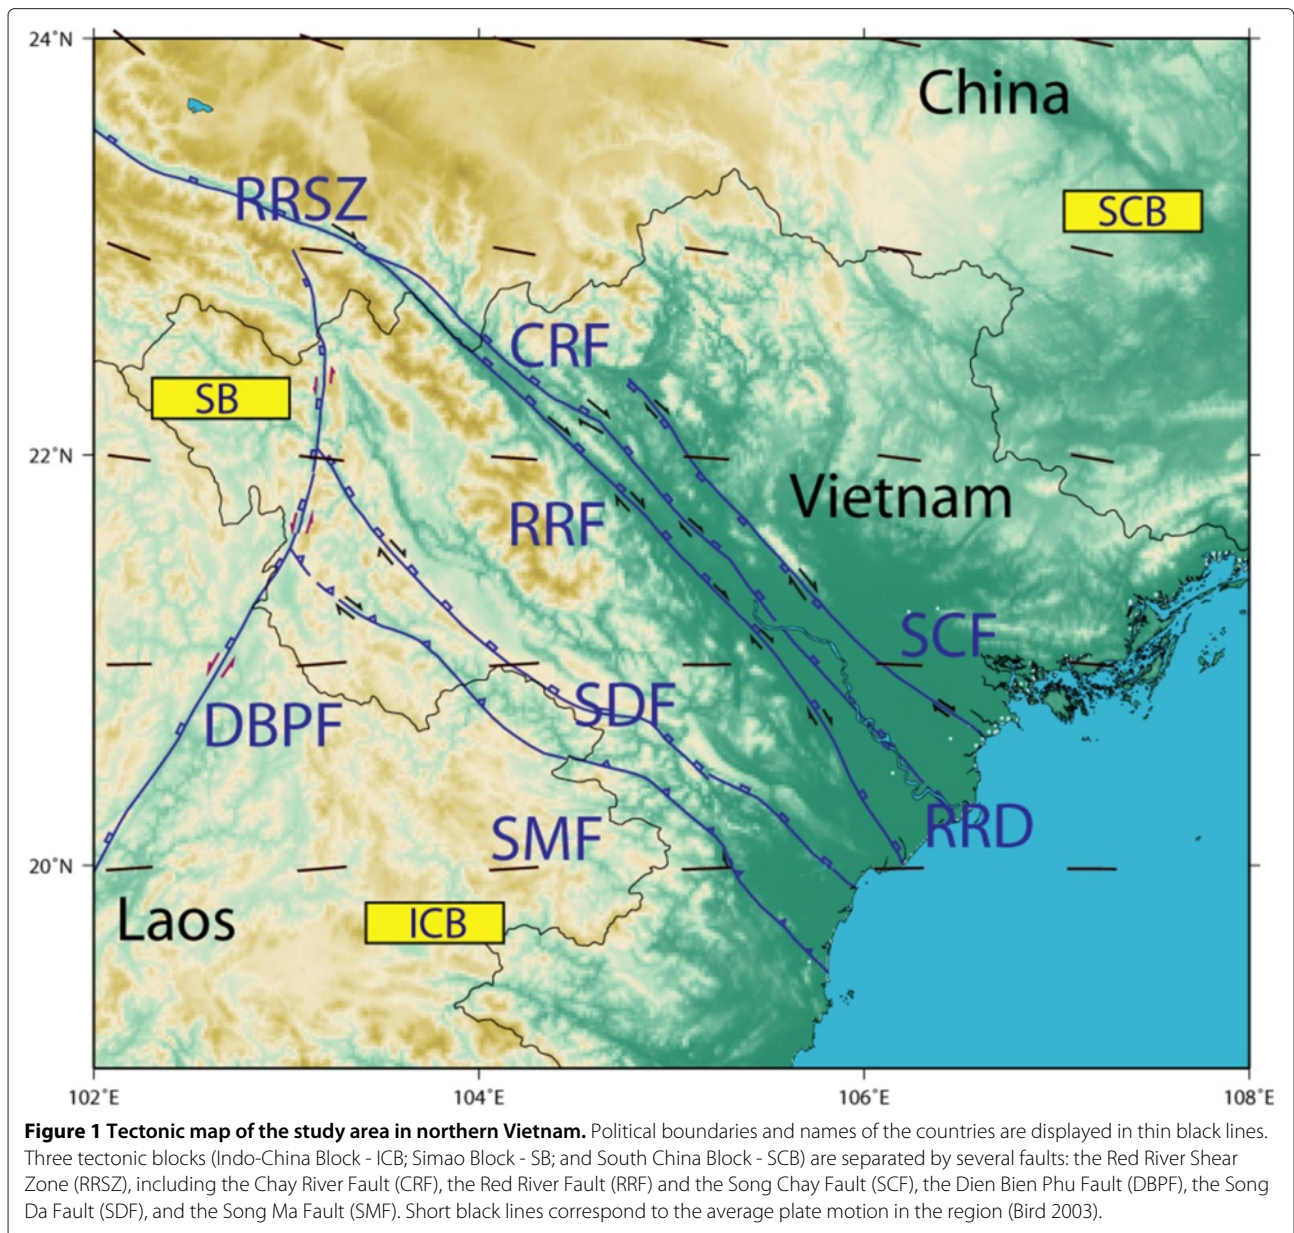 24°N
China
RRSZ
SCB
CRF
SB
22°N
Vietnam
RRF
SCF
SDF
DBPF
RRD
SMF
20°N
Laos
ICB
102°E
104°E
106°E
108°E
Figure 1 Tectonic map of the study area in northern Vietnam. Political boundaries and names of the countries are displayed in thin black lines.
Three tectonic blocks (Indo-China Block - ICB; Simao Block - SB; and South China Block - SCB) are separated by several faults: the Red River Shear
Zone (RRSZ), including the Chay River Fault (CRF), the Red River Fault (RRF) and the Song Chay Fault (SCF), the Dien Bien Phu Fault (DBPF), the Song
Da Fault (SDF), and the Song Ma Fault (SMF). Short black lines correspond to the average plate motion in the region (Bird 2003).